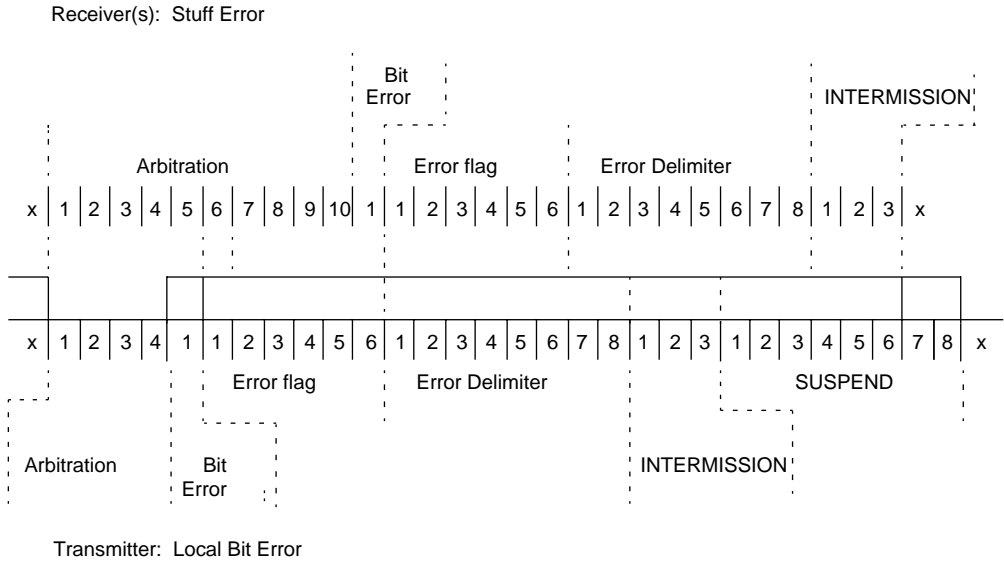 Receiver(s): Stuff Error
Bit
Error
INTERMISSION
Arbitration
Error flag
Error Delimiter
x 1 2 3 4 5 6 7 8 9 10 1 1 2 3 4 5 6 1 2 3 4 5 6 7 8 1 2 3 x
x 1 2 3 4 1 1 2 3 4 5 6 1 2 3 4 5 6 7 8 1 2 3 1 2 3 4 5 6 7 8 x
Error flag
Error Delimiter
SUSPEND
Arbitration
Bit
Error
INTERMISSION
Transmitter: Local Bit Error